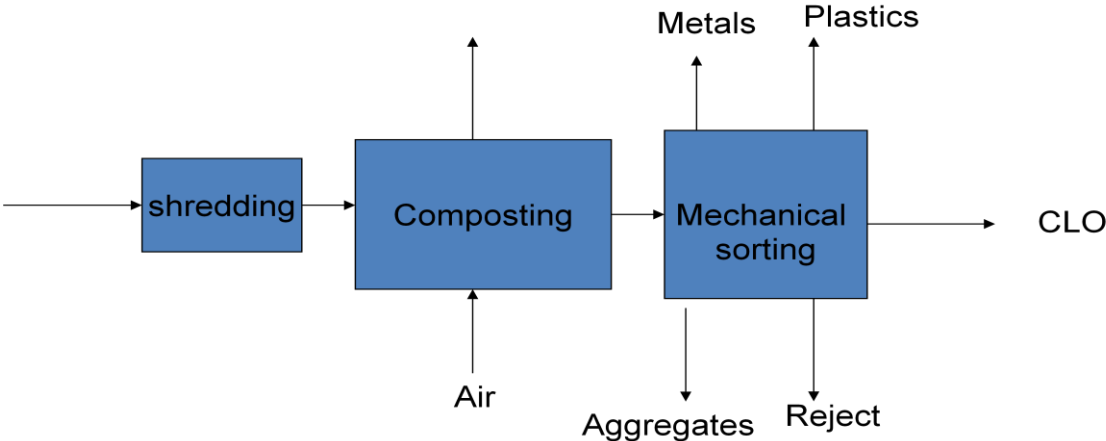 Metals
Plastics
shredding
Composting
Mechanical
sorting
CLO
Air
Aggregates
Reject